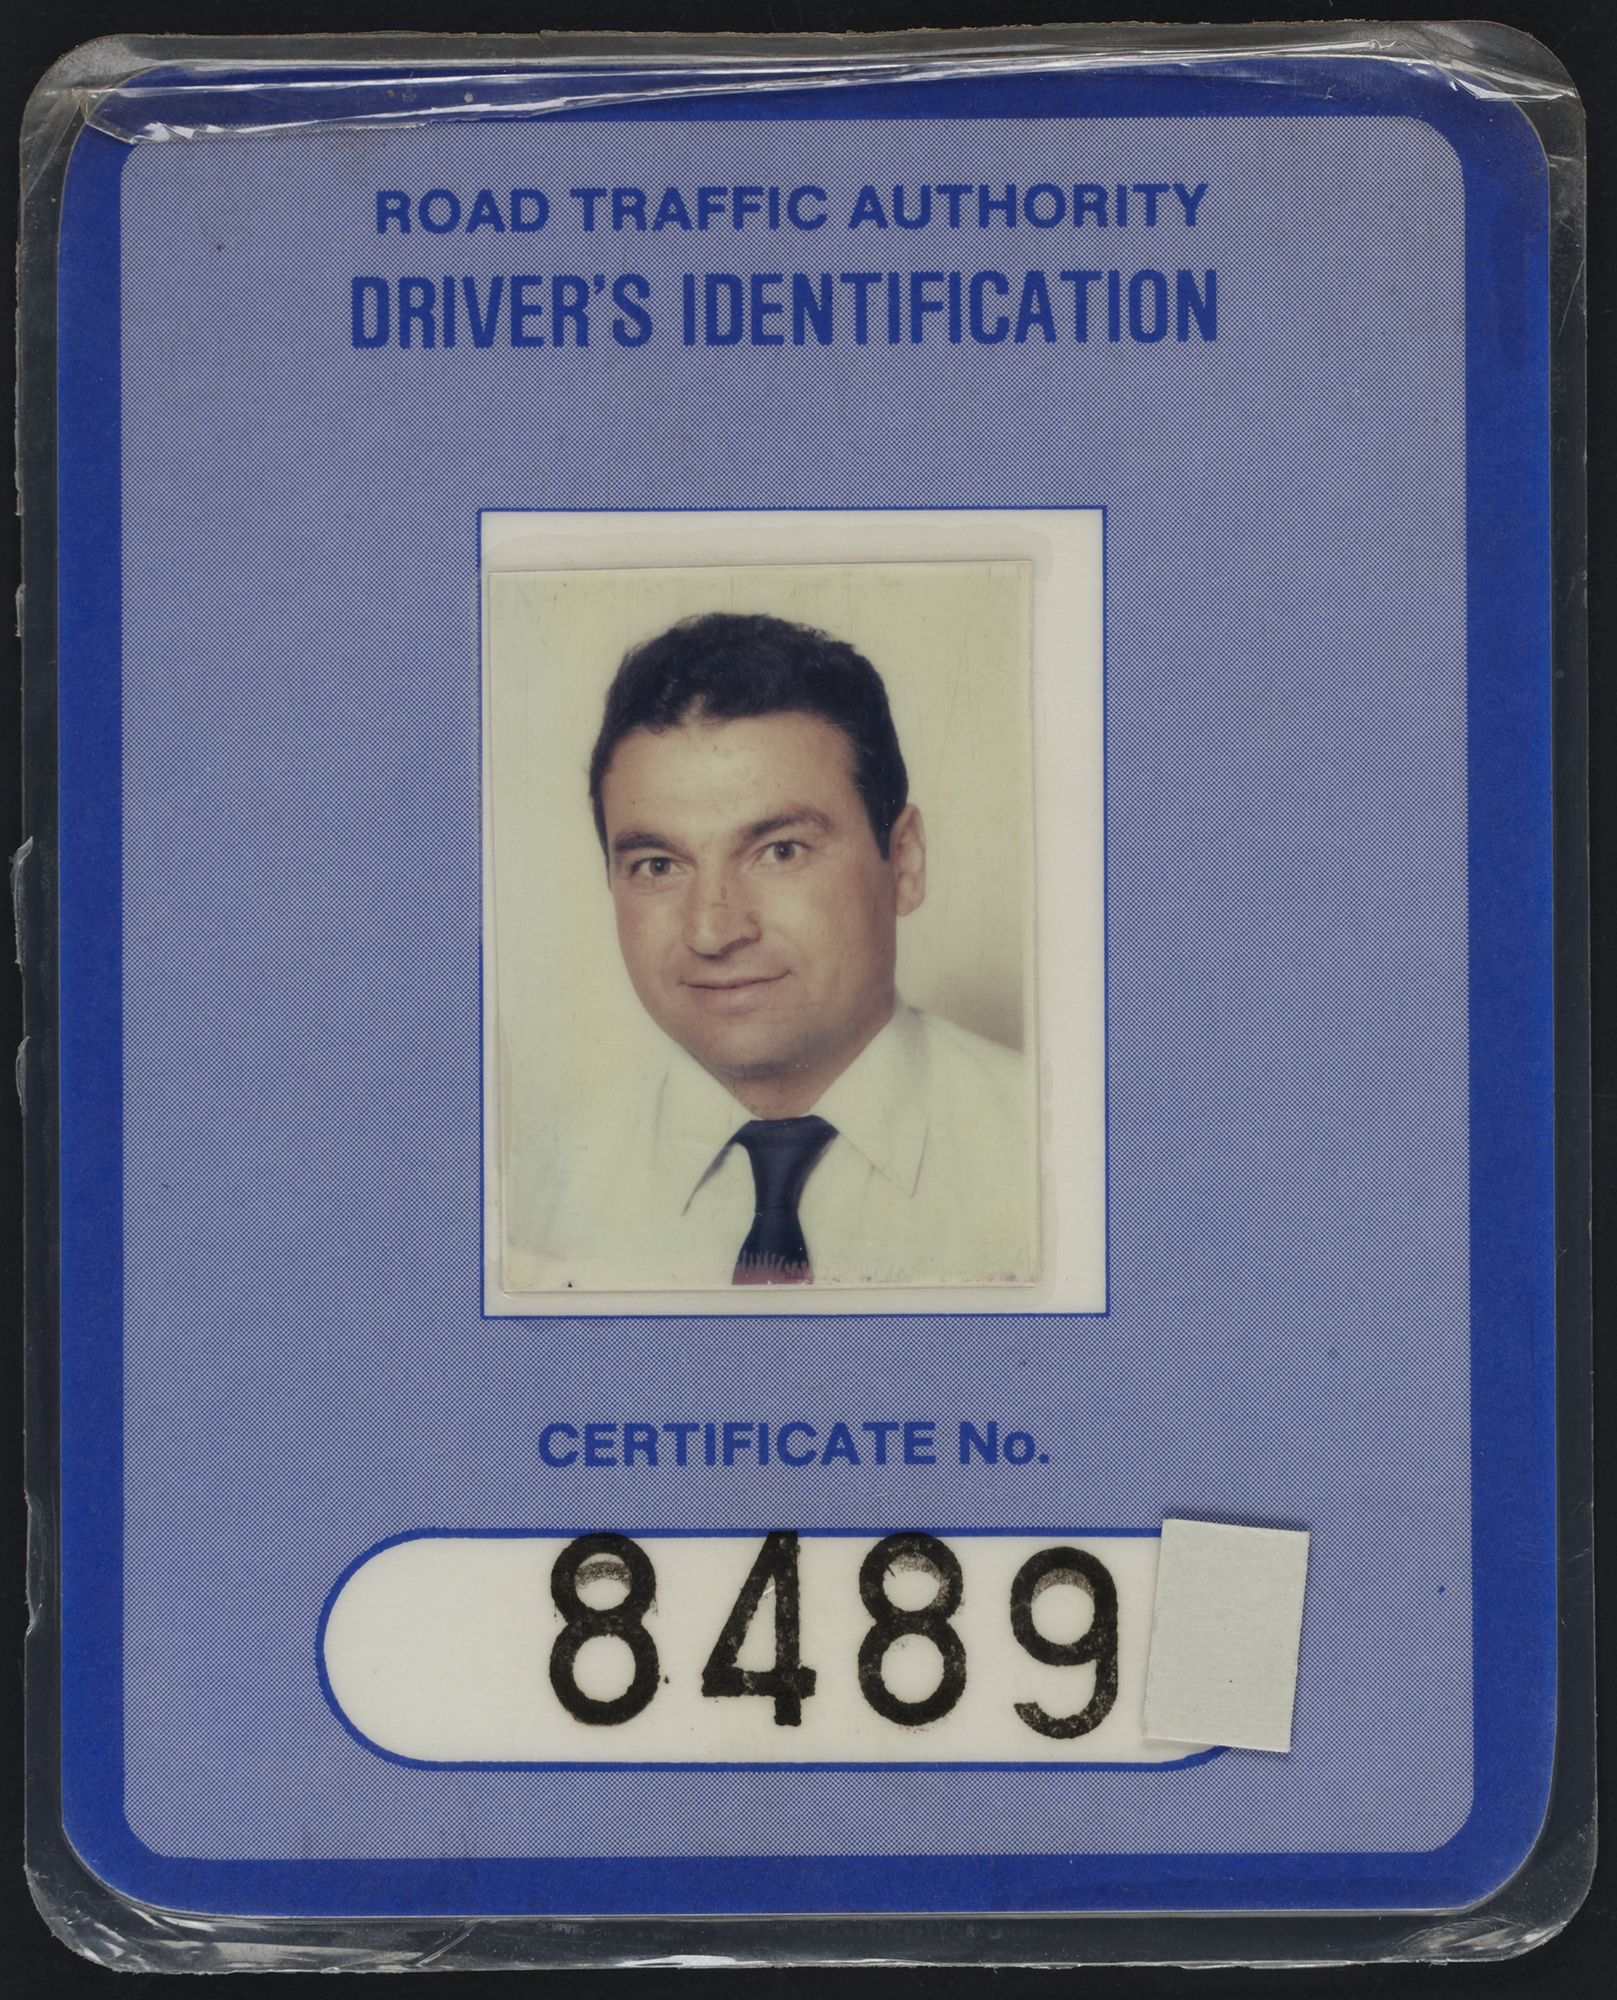 ROAD TRAFFIC AUTHORITY
DRIVER'S IDENTIFICATION
CERTIFICATE No.
8489